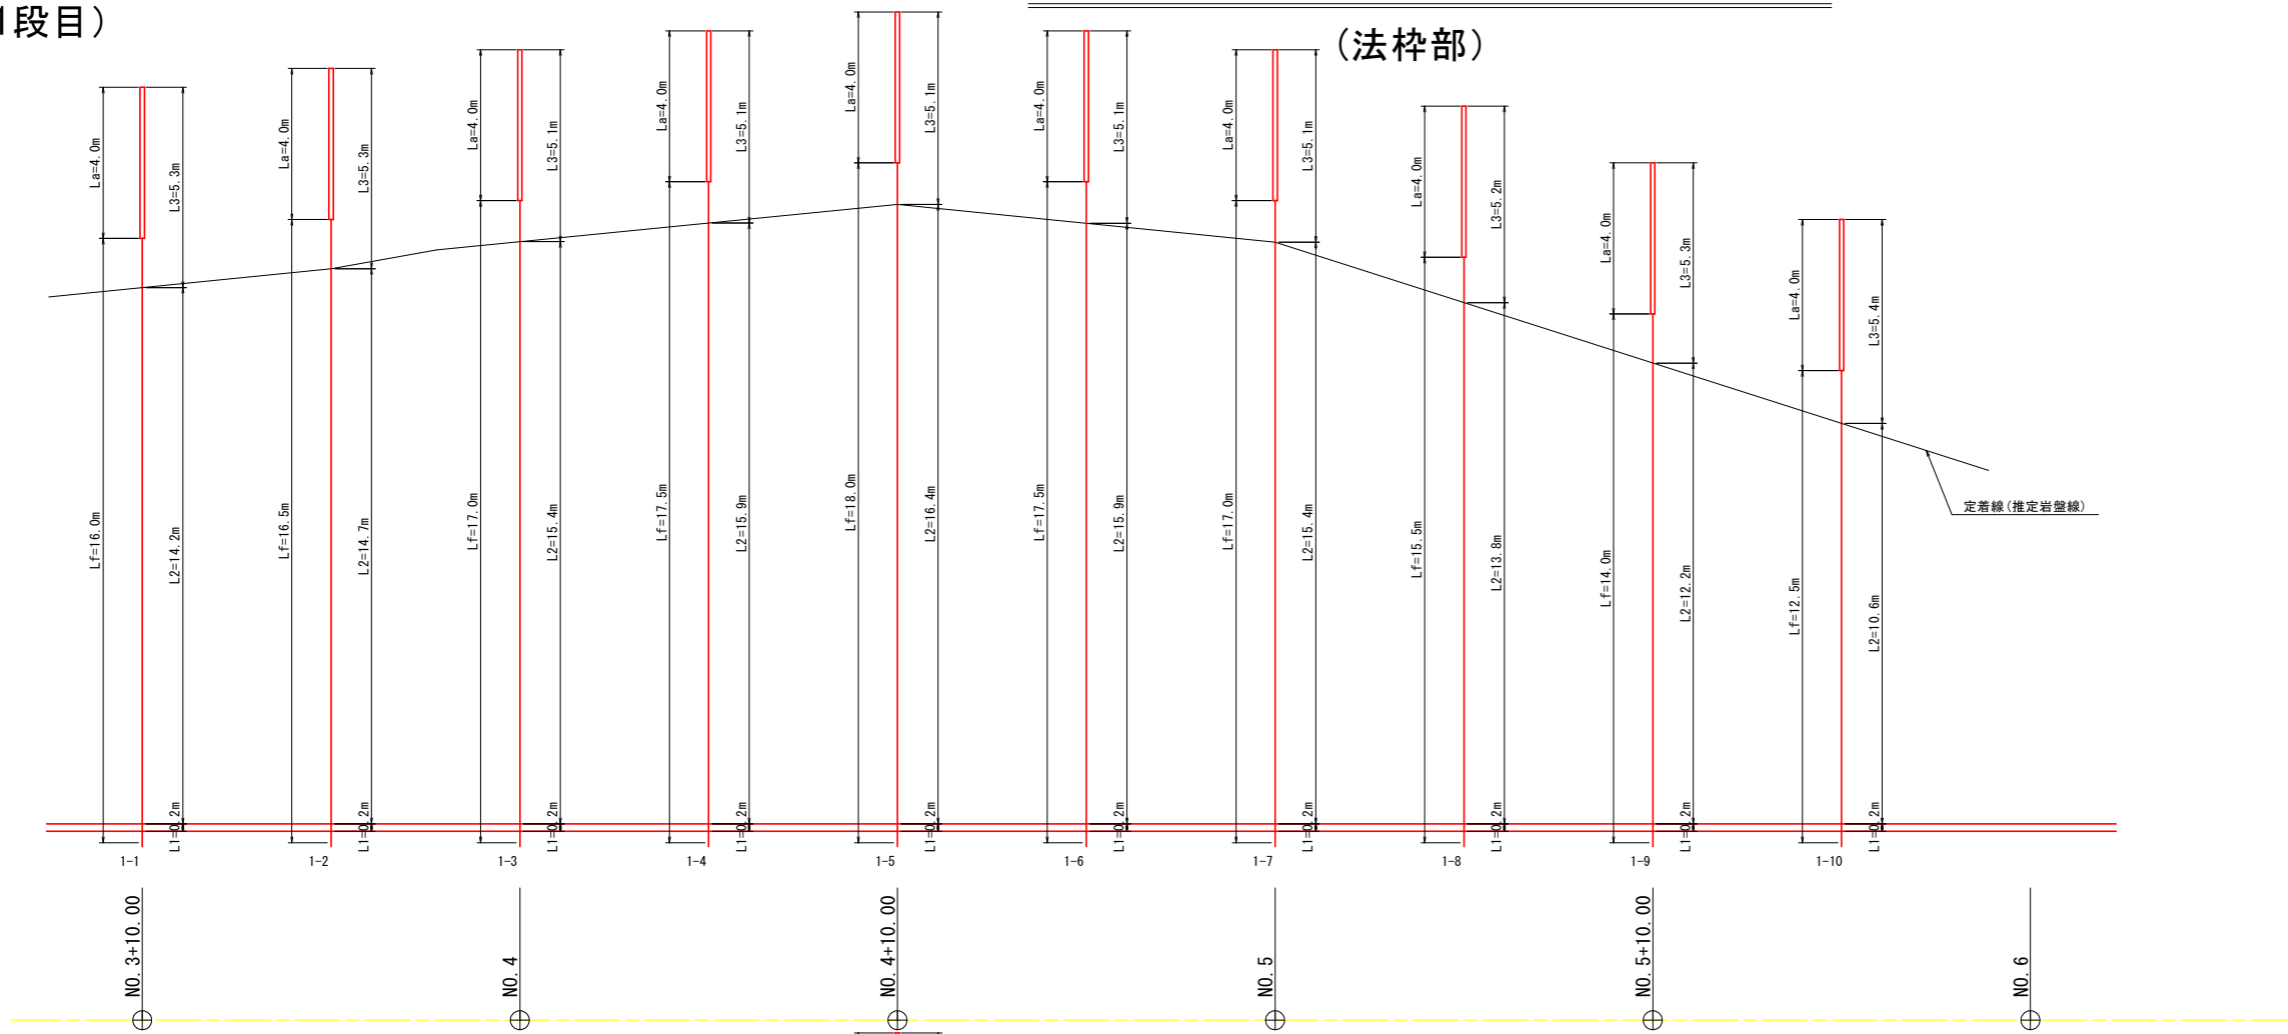 1段目)
(法枠部)
La=4.0m
L3=5.3m
Lf=16.0m
L2=14.2m
L1=0.2m
1-1
La=4.0m
L3=5.3m
Lf=16.5m
L2=14.7m
L1=0.2m
1-2
La=4.0m
L3=5.1m
Lf=17.0m
L2=15.4m
L1=0.2m
1-3
La=4.0m
L3=5.1m
Lf=17.5m
L2=15.9m
L1=0.2m
1-4
La=4.0m
L3=5.1m
Lf=18.0m
L2=16.4m
L1=0.2m
1-5
La=4.0m
L3=5.1m
Lf=17.5m
L2=15.9m
L1=0.2m
1-6
La=4.0m
L3=5.1m
Lf=17.0m
L2=15.4m
L1=0.2m
1-7
La=4.0m
L3=5.2m
Lf=15.5m
L2=13.8m
L1=0.2m
1-8
La=4.0m
L3=5.3m
Lf=14.0m
L2=12.2m
L1=0.2m
1-9
La=4.0m
L3=5.4m
Lf=12.5m
L2=10.6m
L1=0.2m
1-10
定着線(推定岩盤線)
NO.3+10.00
NO.4
NO.4+10.00
NO.5
NO.5+10.00
NO.6